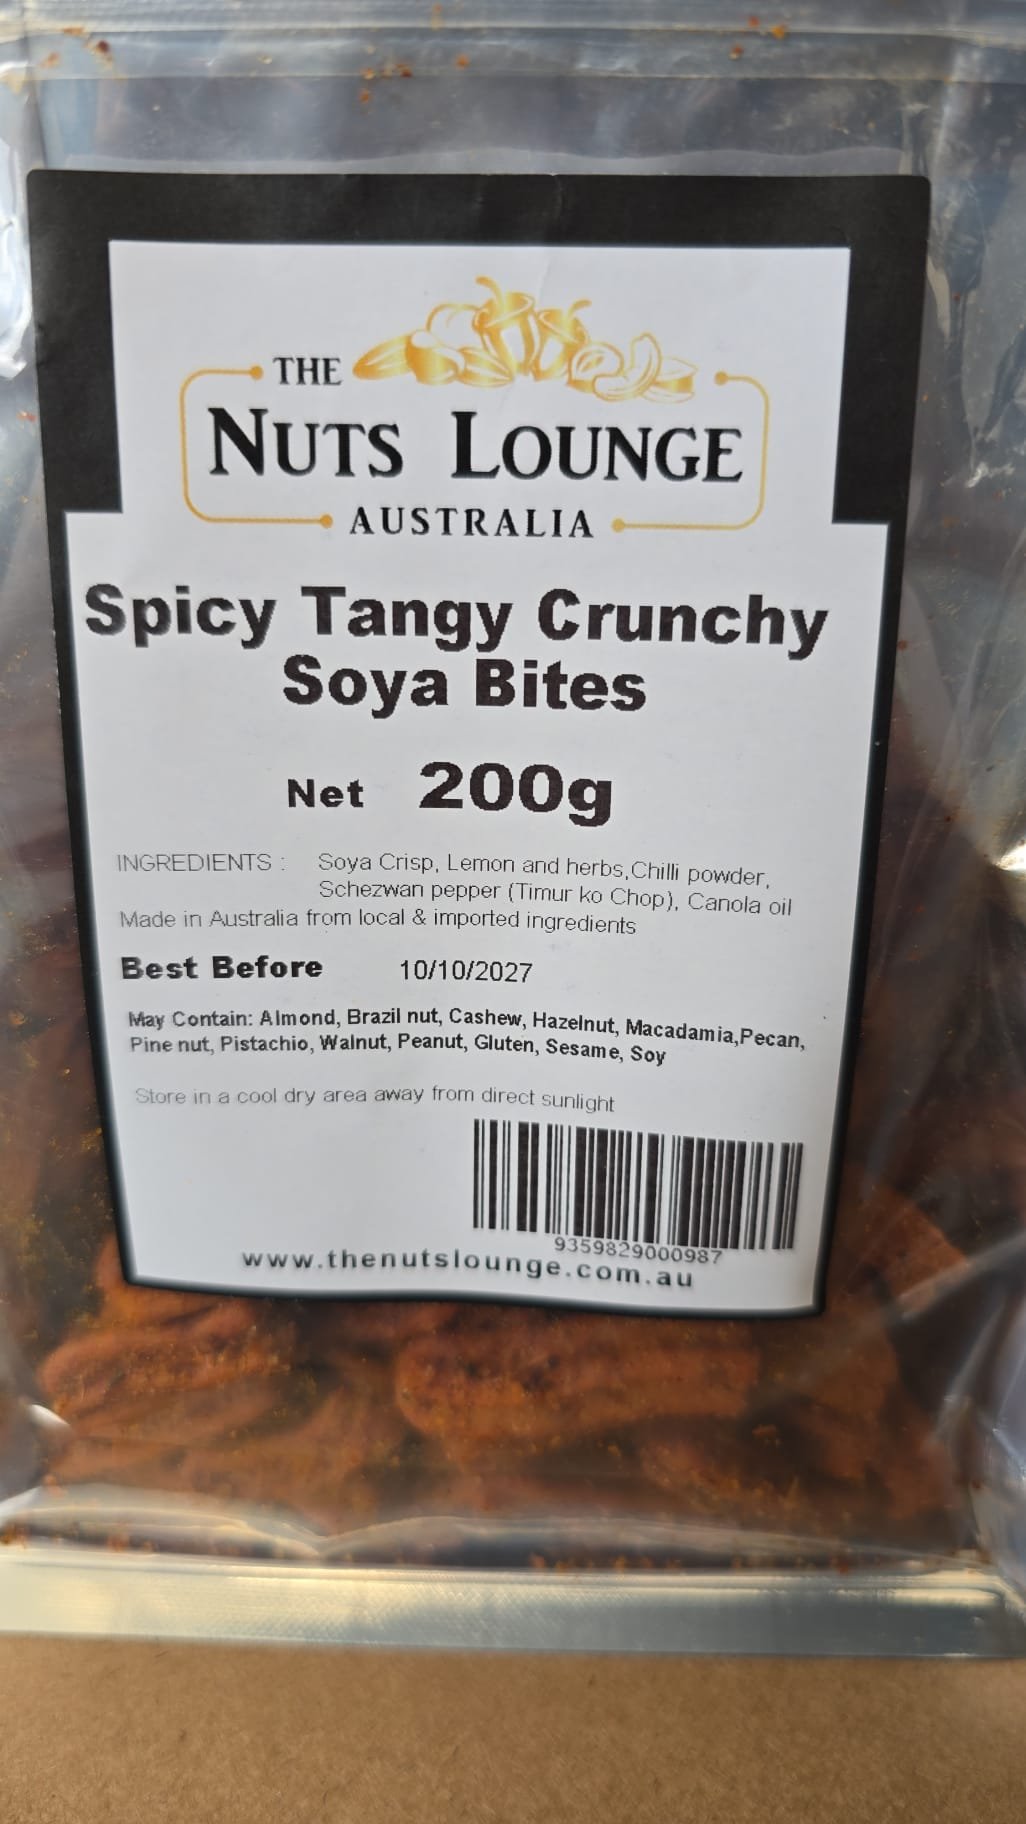 THE
NUTS LOUNGE
AUSTRALIA
Spicy Tangy Crunchy
Soya Bites
Net 200g
INGREDIENTS : Soya Crisp, Lemon and herbs,Chilli powder,
Schezwan pepper (Timur ko Chop), Canola oil
Made in Australia from local & imported ingredients
Best Before 10/10/2027
May Contain: Almond, Brazil nut, Cashew, Hazelnut, Macadamia,Pecan,
Pine nut, Pistachio, Walnut, Peanut, Gluten, Sesame, Soy
Store in a cool dry area away from direct sunlight
9359829000987
www.thenutslounge.com.au